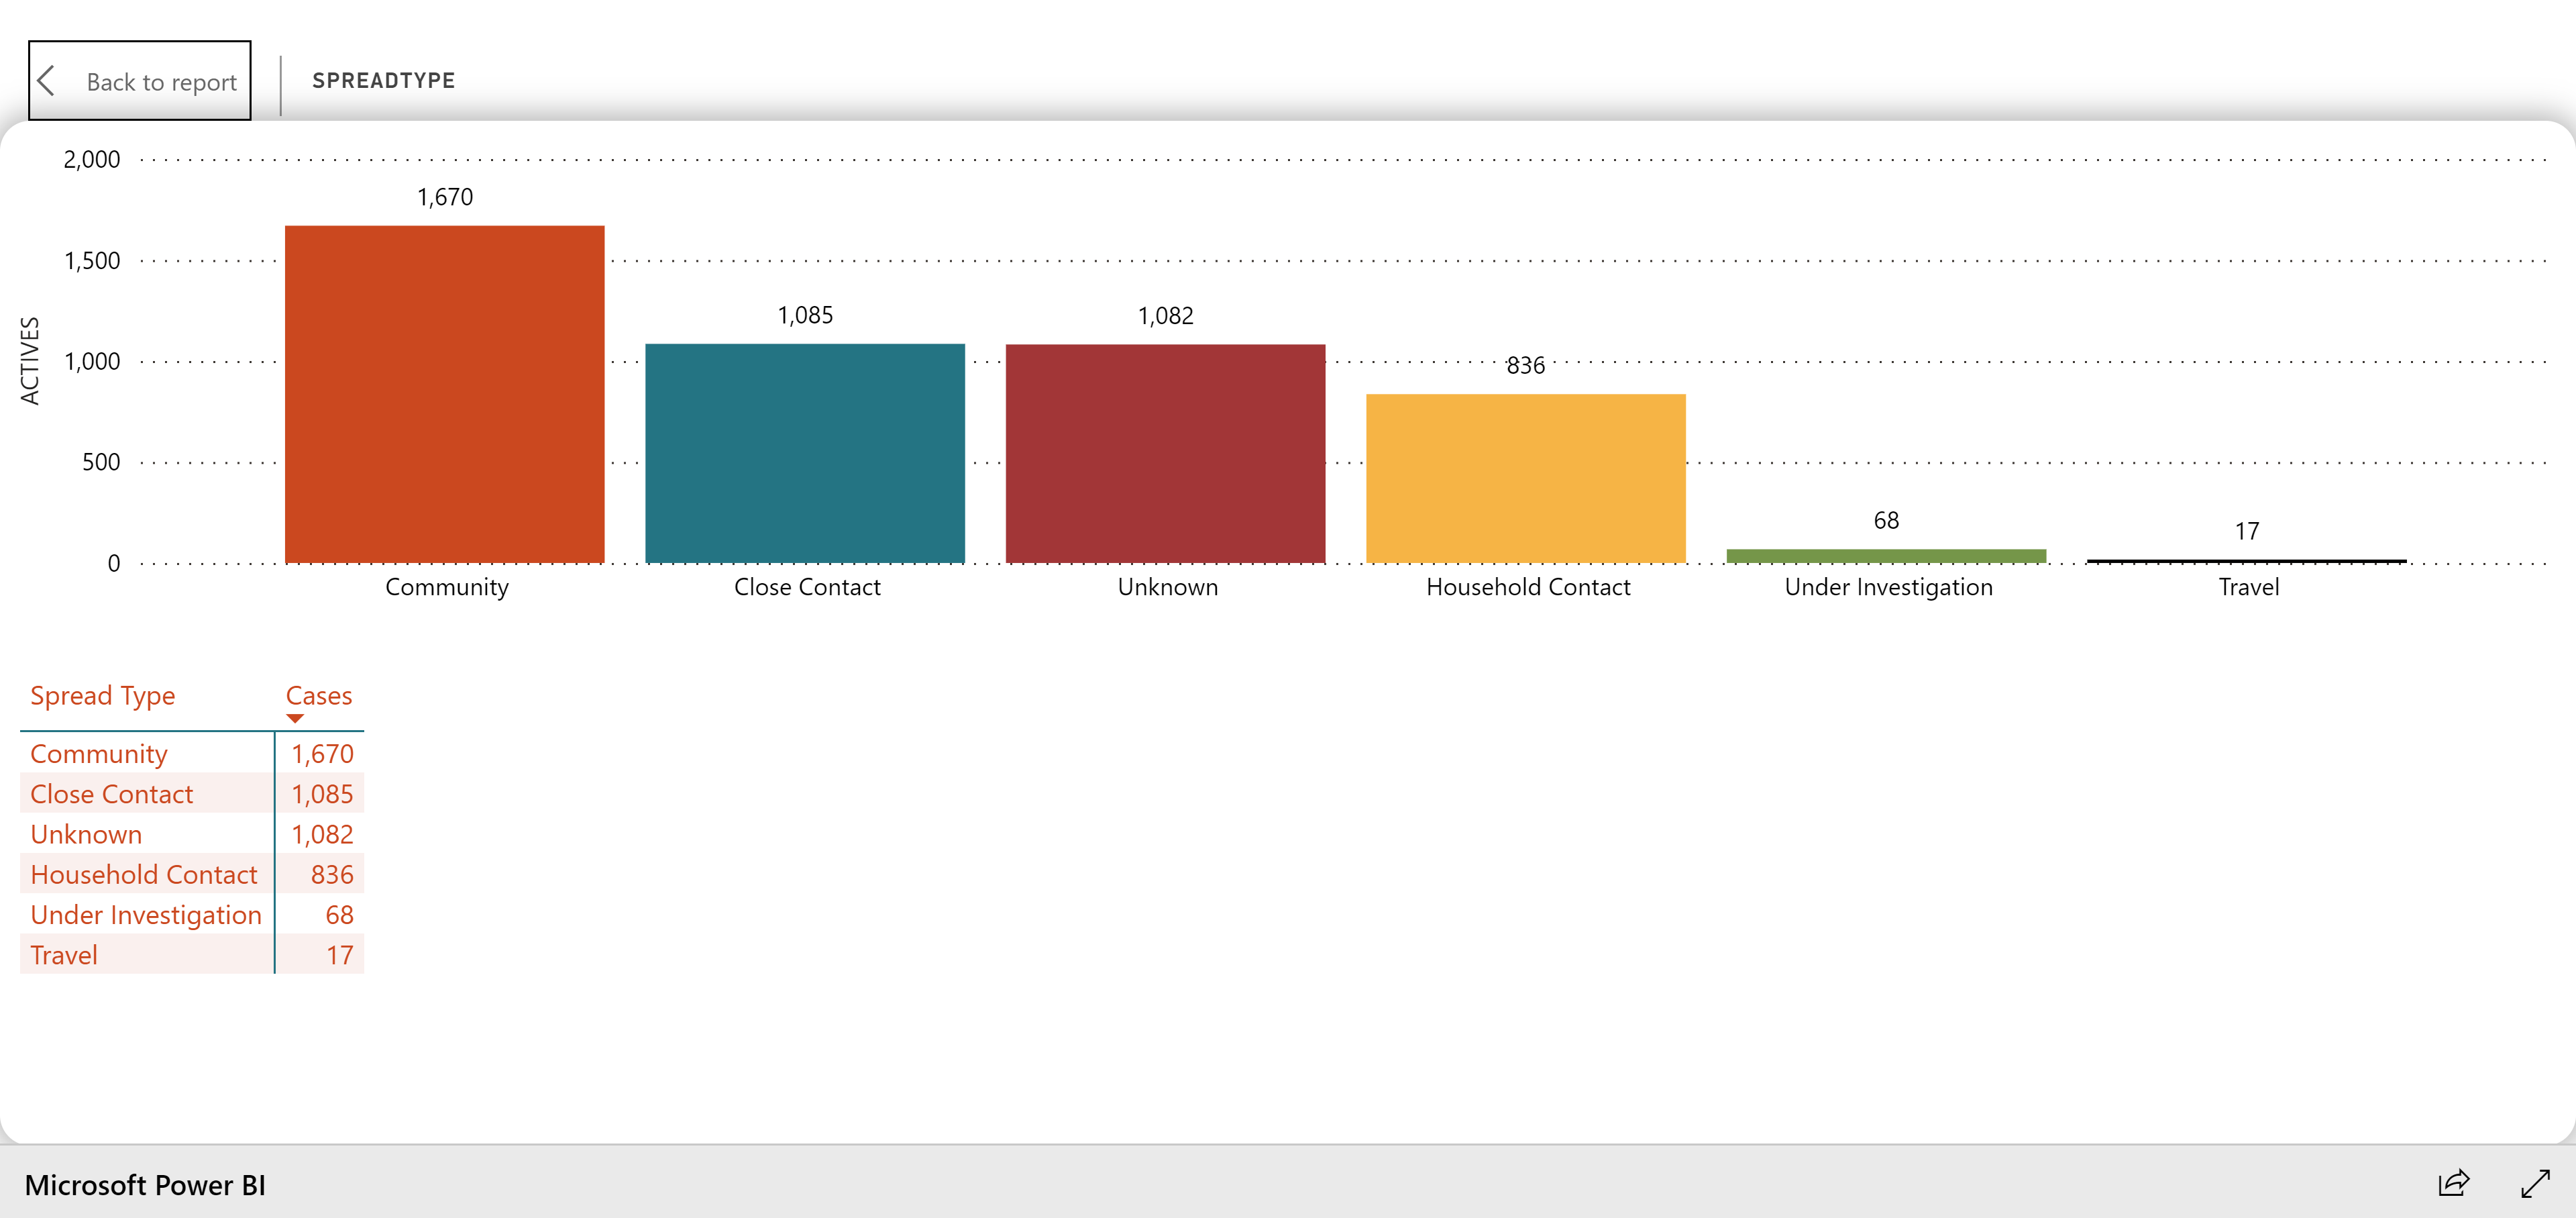 Back to report
SPREADTYPE
ACTIVES
2,000
1,500
1,000
500
0
1,670
1,085
1,082
836
68
17
Community Close Contact Unknown Household Contact Under Investigation Travel
Spread Type Cases
Community 1,670
Close Contact 1,085
Unknown 1,082
Household Contact 836
Under Investigation 68
Travel 17
Microsoft Power BI